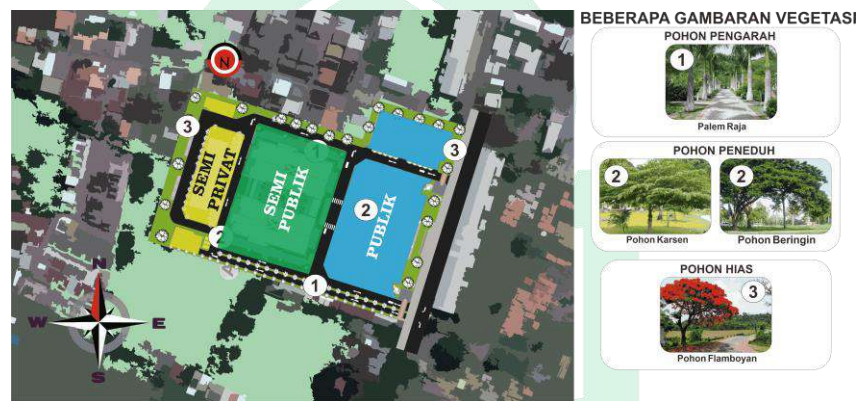 BEBERAPA GAMBARAN VEGETASI
POHON PENGARAH
1
Palem Raja
POHON PENEDUH
2
2
Pohon Karsen
Pohon Beringin
POHON HIAS
3
Pohon Flamboyan
N
3
3
SEMI
PRIVAT
SEMI
PUBLIK
2
PUBLIK
1
N
W
E
S